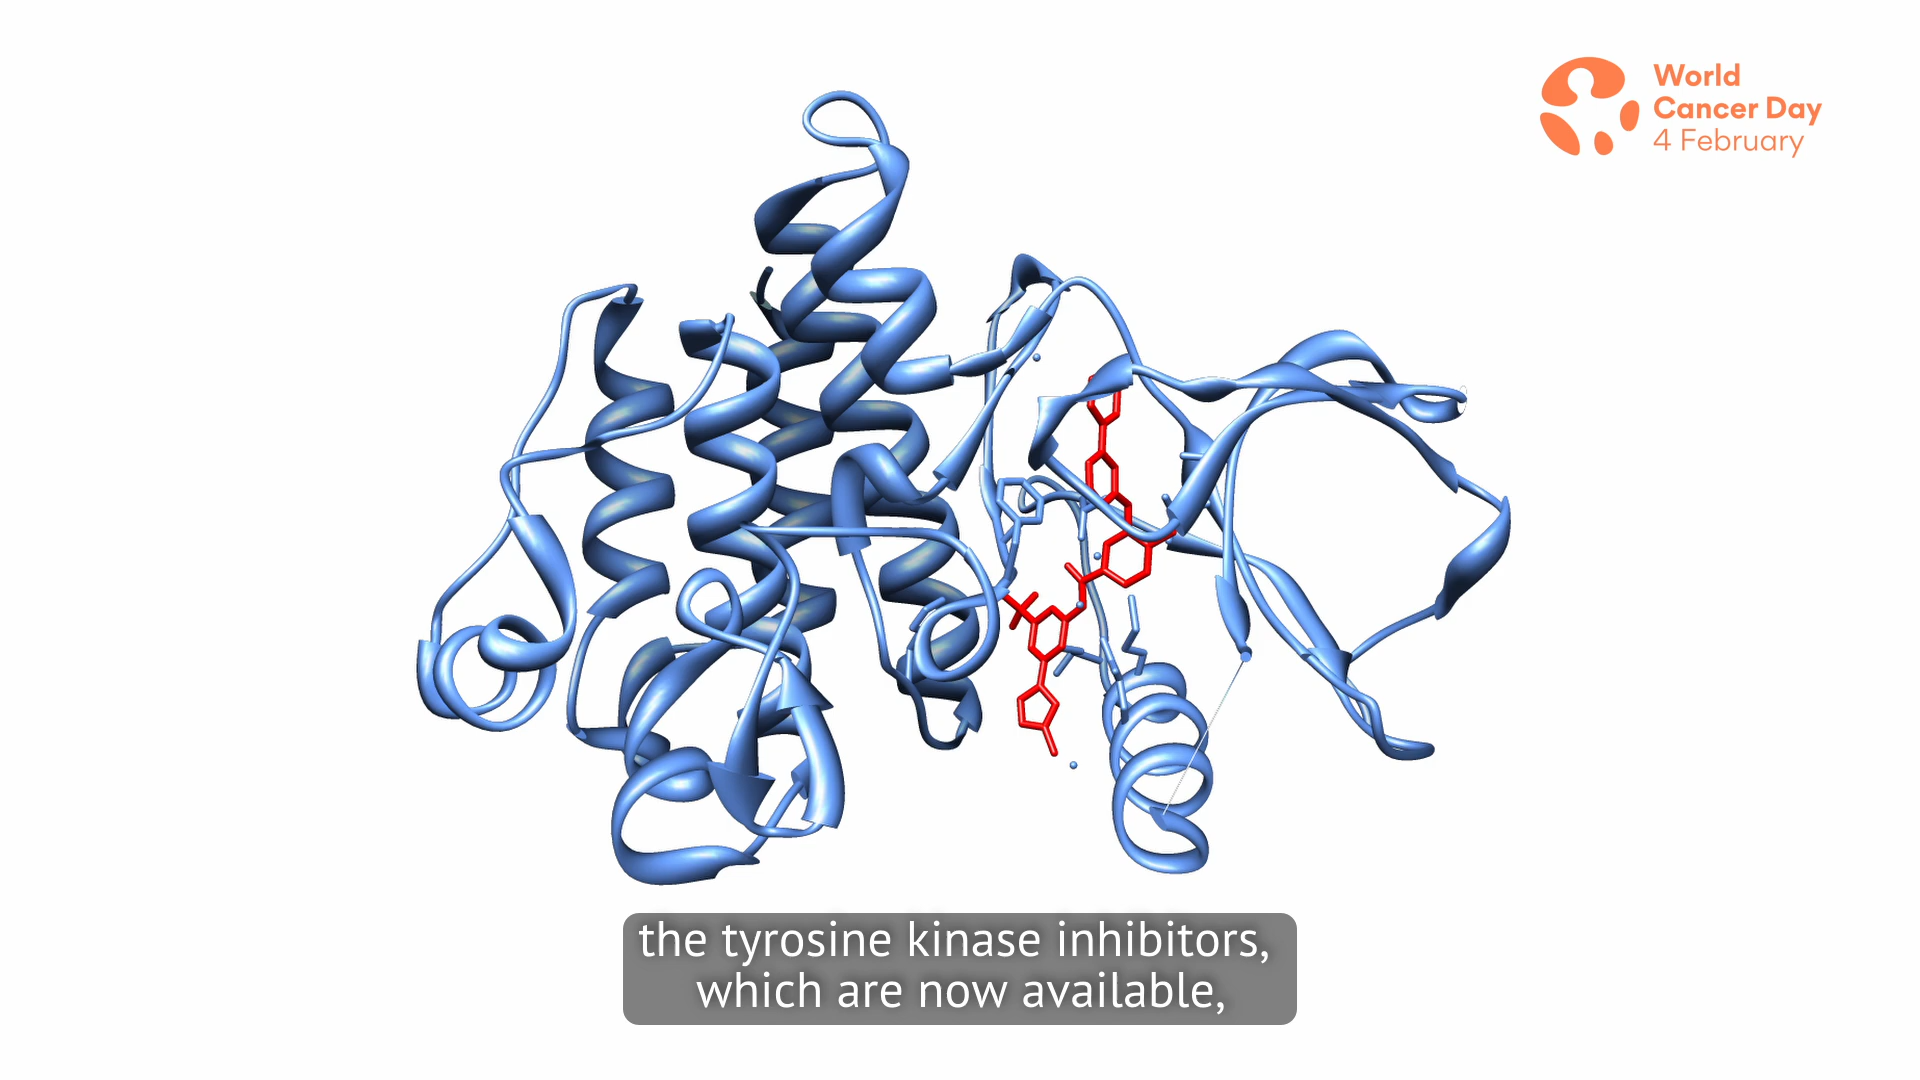 World
Cancer Day
4 February
the tyrosine kinase inhibitors,
which are now available,